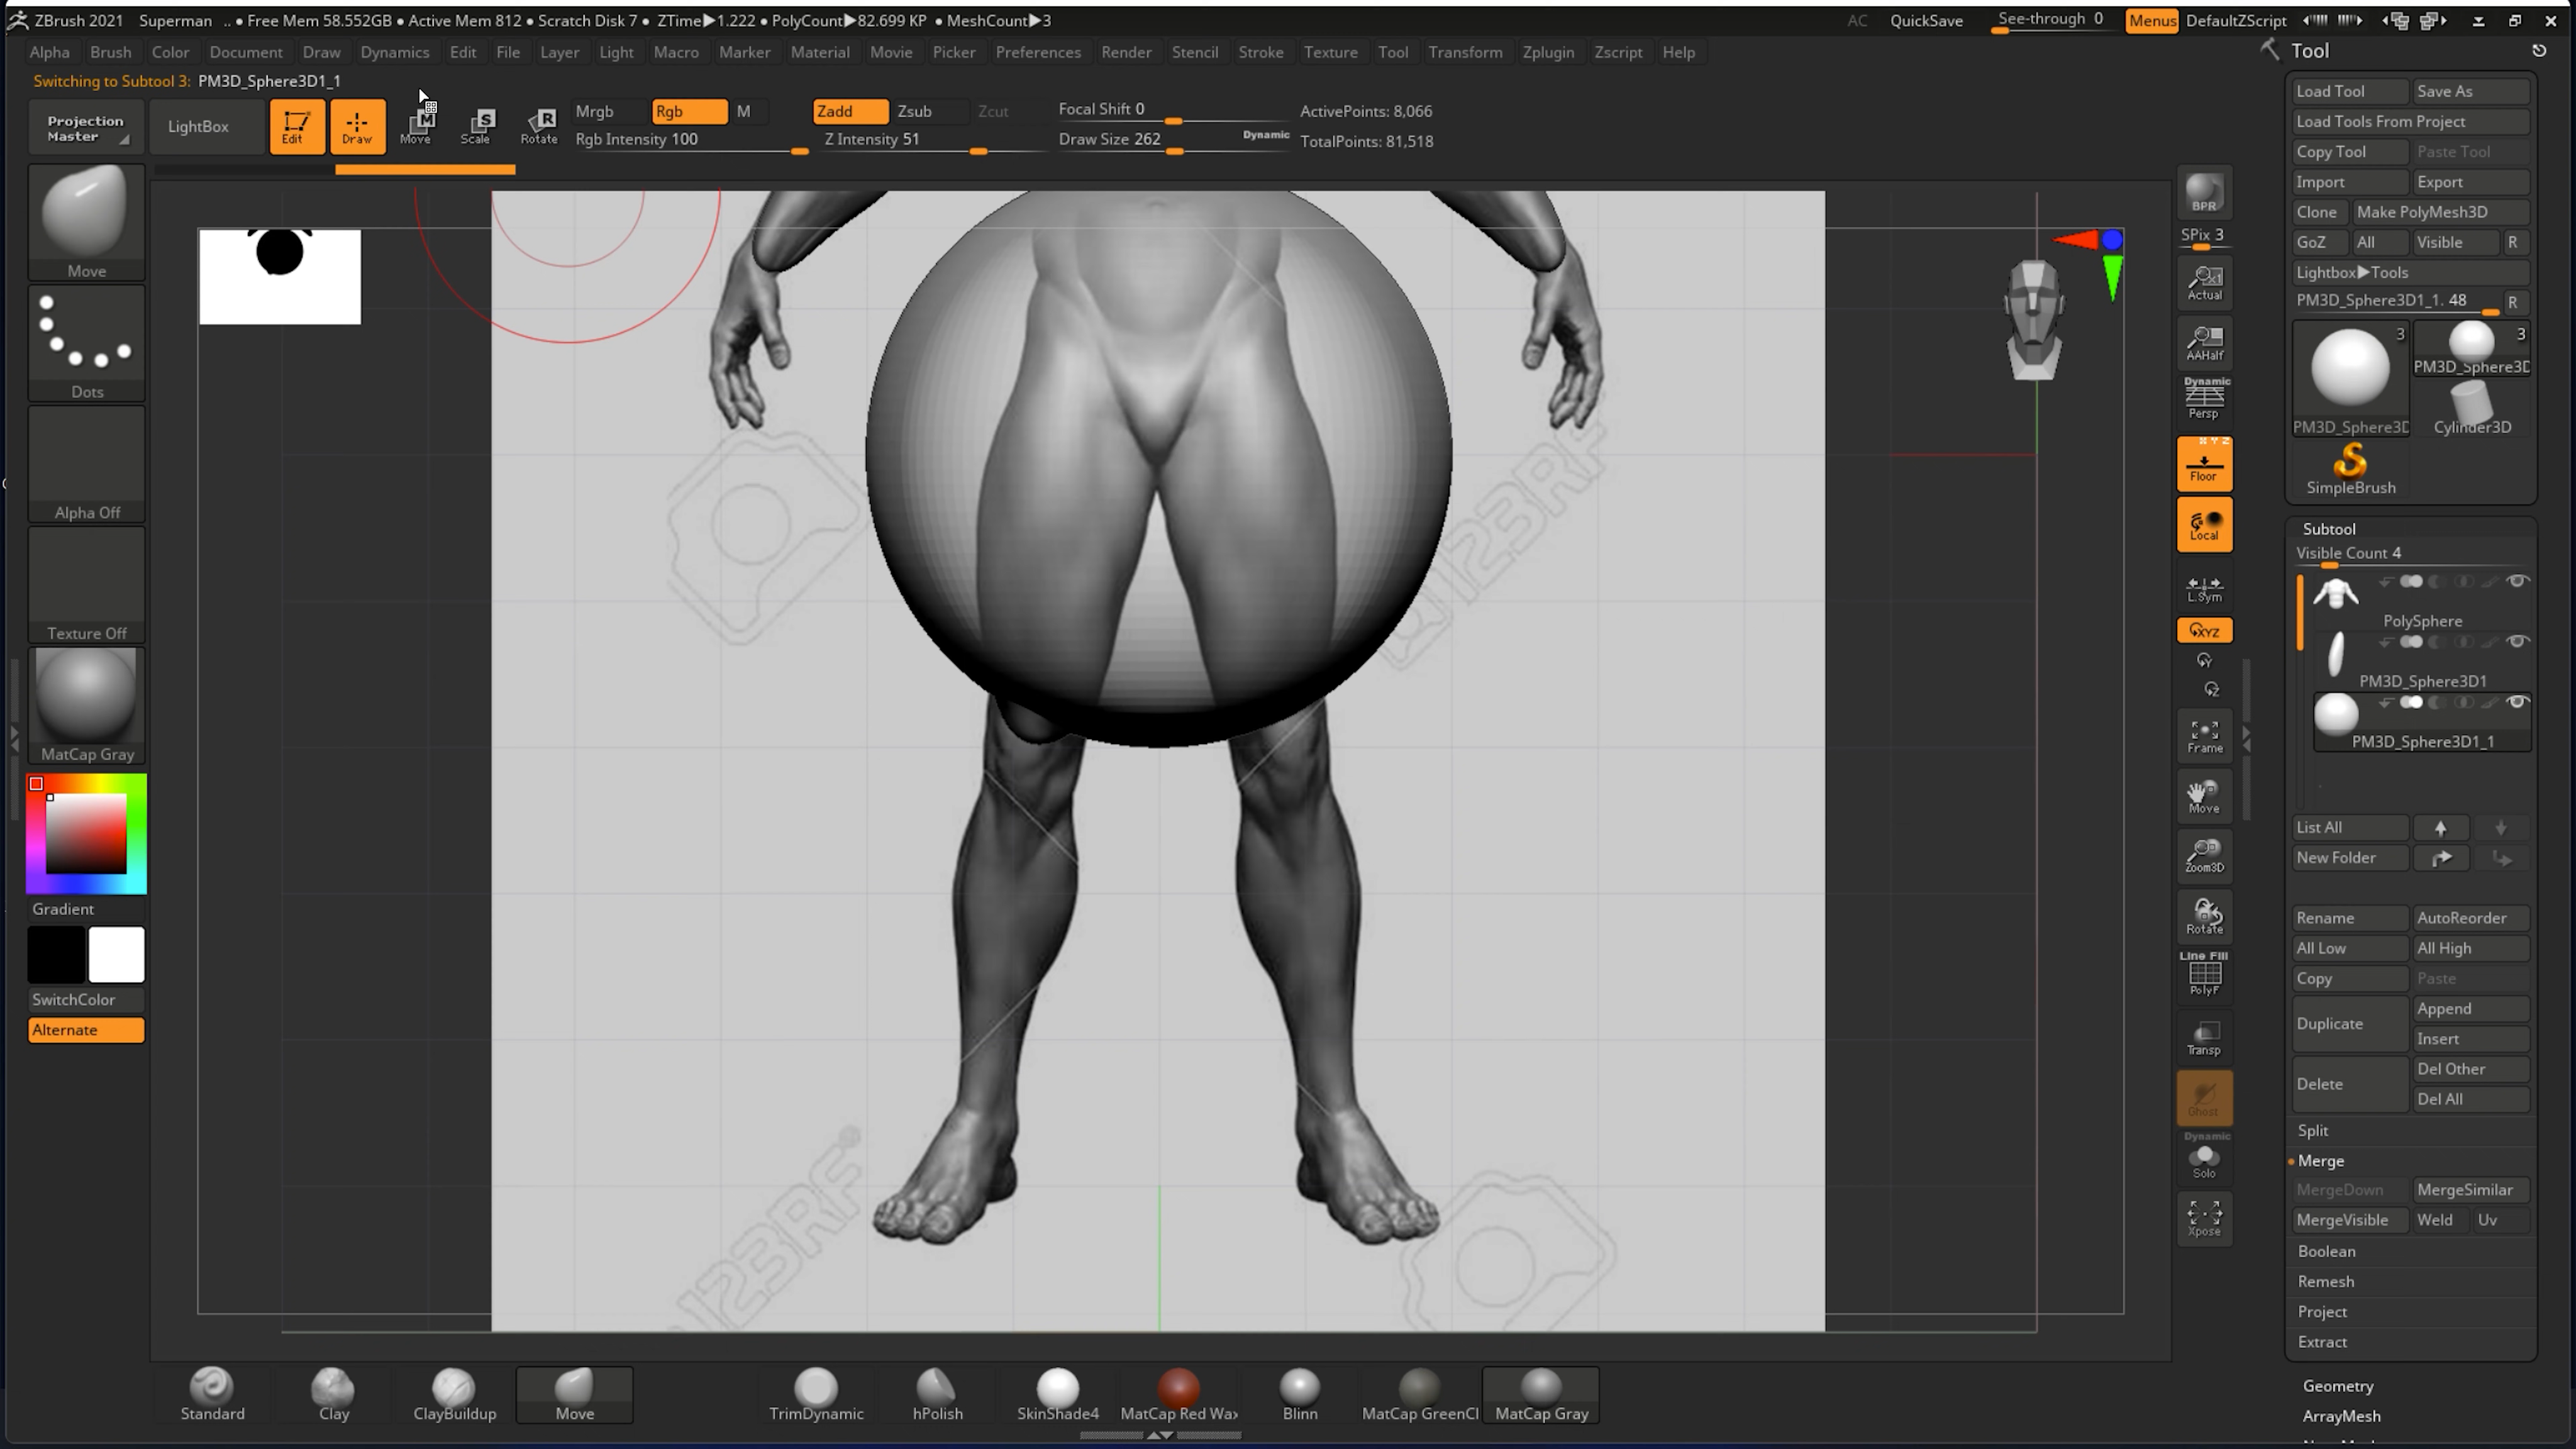 ZBrush 2021 Superman .. • Free Mem 58.552GB • Active Mem 812 • Scratch Disk 7 • ZTime▶1.222 • PolyCount▶82.699 KP • MeshCount▶3 AC QuickSave See-through 0 Menus DefaultZScript
Alpha Brush Color Document Draw Dynamics Edit File Layer Light Macro Marker Material Movie Picker Preferences Render Stencil Stroke Texture Tool Transform Zplugin Zscript Help
Tool
Switching to Subtool 3: PM3D_Sphere3D1_1
Projection Master
LightBox
Edit
Draw
Move
Scale
Rotate
Mrgb Rgb M
Rgb Intensity 100
Zadd Zsub Zcut
Z Intensity 51
Focal Shift 0
Draw Size 262
Dynamic
ActivePoints: 8,066
TotalPoints: 81,518
Move
Dots
Alpha Off
Texture Off
MatCap Gray
Gradient
SwitchColor
Alternate
123RF
123RF
BPR
SPix 3
Actual
AAHalf
Dynamic
Persp
X Y Z
Floor
Local
L.Sym
XYZ
Y
Z
Frame
Move
Zoom3D
Rotate
Line Fill
PolyF
Transp
Ghost
Dynamic
Solo
Xpose
Load Tool Save As
Load Tools From Project
Copy Tool Paste Tool
Import Export
Clone Make PolyMesh3D
GoZ All Visible R
Lightbox▶Tools
PM3D_Sphere3D1_1. 48 R
3 3
PM3D_Sphere3D
PM3D_Sphere3D Cylinder3D
SimpleBrush
Subtool
Visible Count 4
PolySphere
PM3D_Sphere3D1
PM3D_Sphere3D1_1
List All
New Folder
Rename AutoReorder
All Low All High
Copy Paste
Duplicate Append
Insert
Delete Del Other
Del All
Split
Merge
MergeDown MergeSimilar
MergeVisible Weld Uv
Boolean
Remesh
Project
Extract
Geometry
ArrayMesh
Standard Clay ClayBuildup Move TrimDynamic hPolish SkinShade4 MatCap Red Wax Blinn MatCap GreenCl MatCap Gray